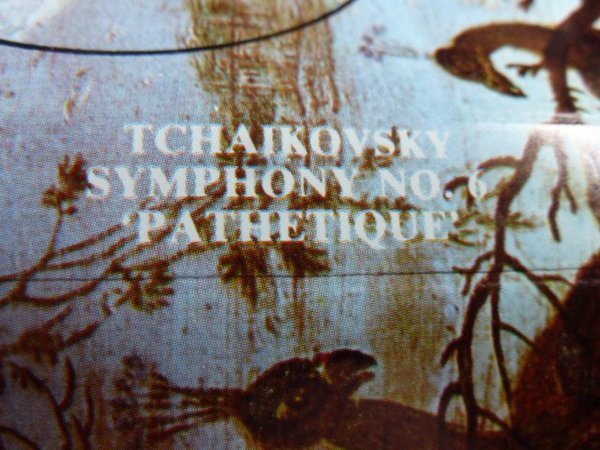 TCHAIKOVSKY
SYMPHONY NO. 6
'PATHETIQUE'